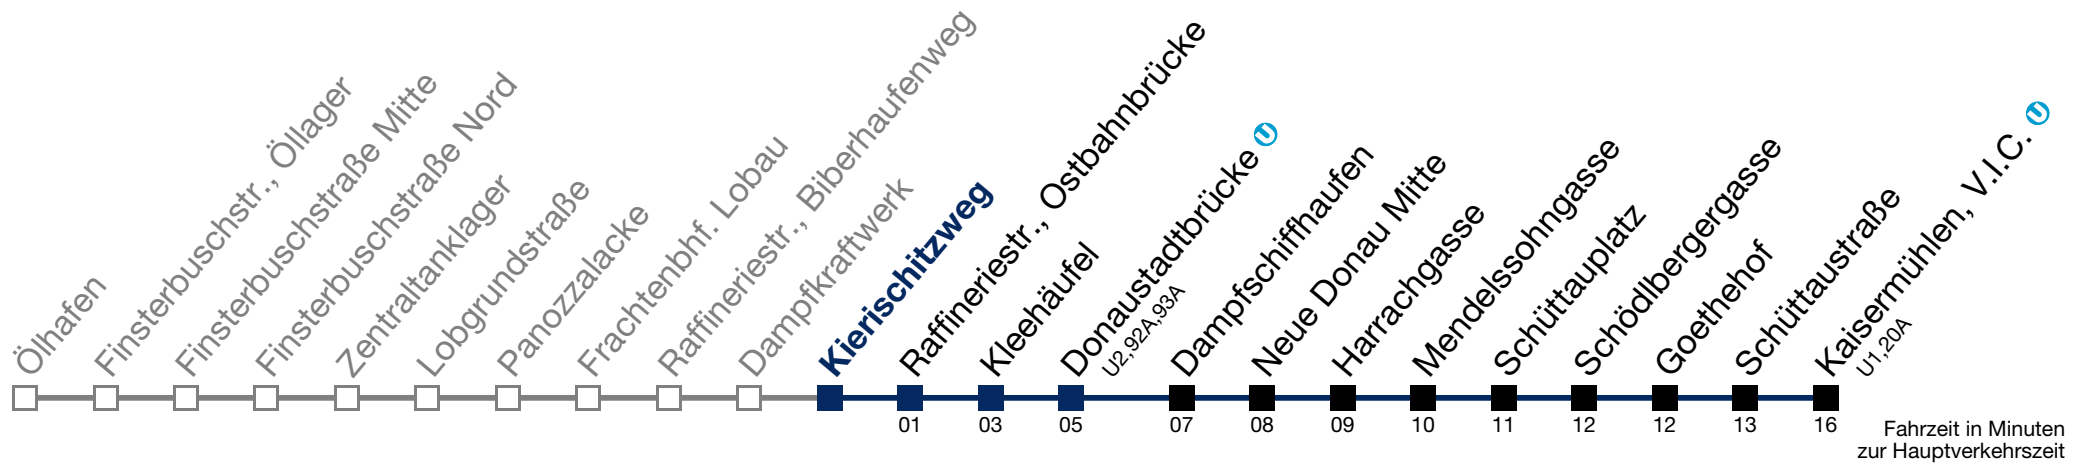 Ölhafen
Finsterbuschstr., Öllager
Finsterbuschstraße Mitte
Finsterbuschstraße Nord
Zentraltanklager
Lobgrundstraße
Panozzalacke
Frachtenbhf. Lobau
Raffineriestr., Biberhaufenweg
Dampfkraftwerk
Kierischitzweg
Raffineriestr., Ostbahnbrücke
Kleehäufel
Donaustadtbrücke U
U2,92A,93A
Dampfschiffhaufen
Neue Donau Mitte
Harrachgasse
Mendelssohngasse
Schüttauplatz
Schödlbergergasse
Goethehof
Schüttaustraße
Kaisermühlen, V.I.C. U
U1,20A
01 03 05 07 08 09 10 11 12 12 13 16
Fahrzeit in Minuten
zur Hauptverkehrszeit